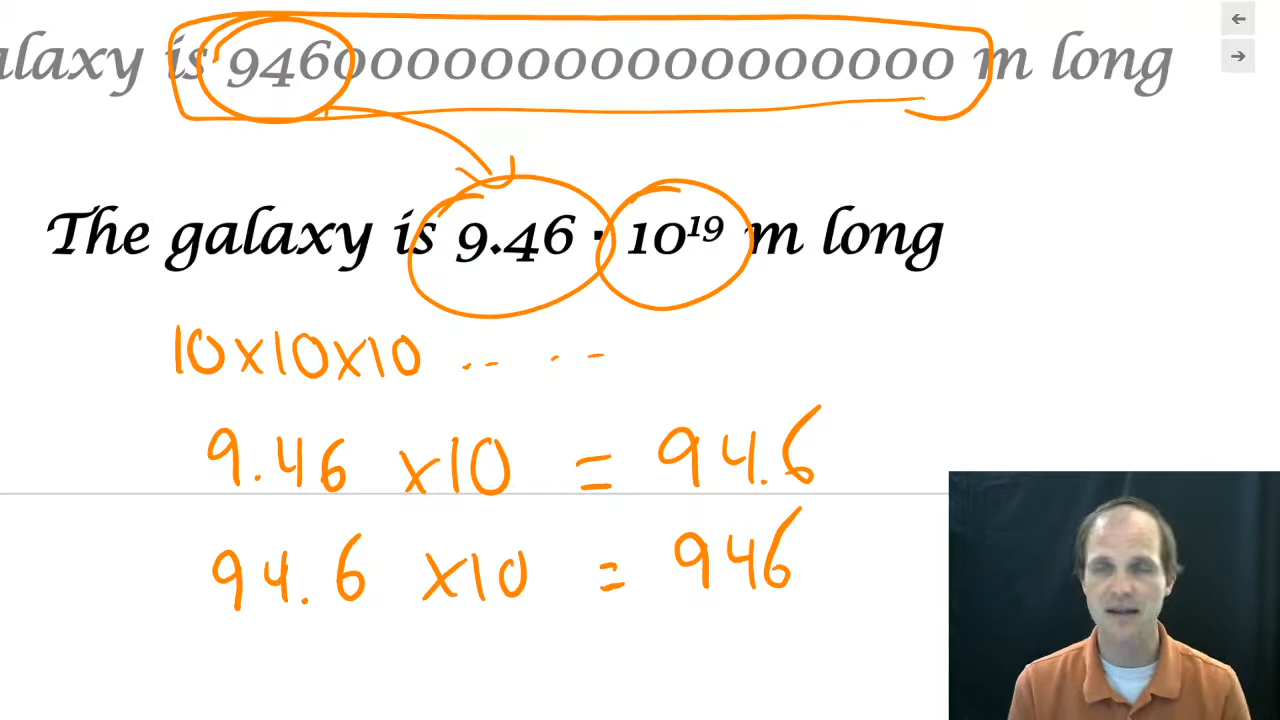 alaxy is 94600000000000000000 m long
The galaxy is 9.46 · 10¹⁹ m long
10x10x10 .. .. ..
9.46 x10 = 94.6
94.6 x10 = 946